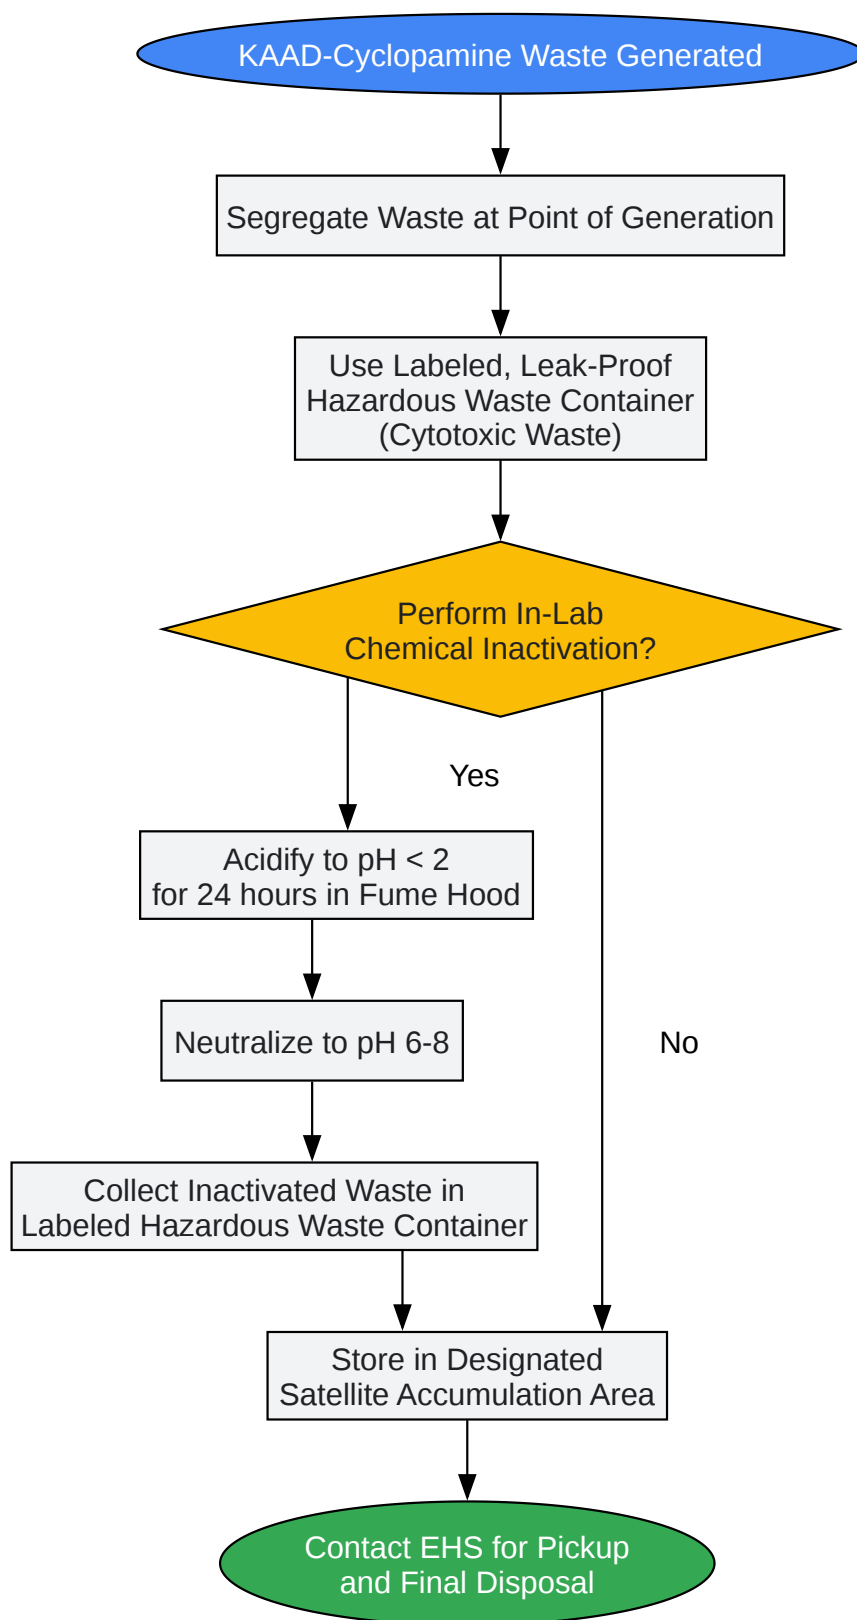 KAAD-Cyclopamine Waste Generated
Segregate Waste at Point of Generation
Use Labeled, Leak-Proof
Hazardous Waste Container
(Cytotoxic Waste)
Perform In-Lab
Chemical Inactivation?
Yes
Acidify to pH < 2
for 24 hours in Fume Hood
Neutralize to pH 6-8
No
Collect Inactivated Waste in
Labeled Hazardous Waste Container
Store in Designated
Satellite Accumulation Area
Contact EHS for Pickup
and Final Disposal